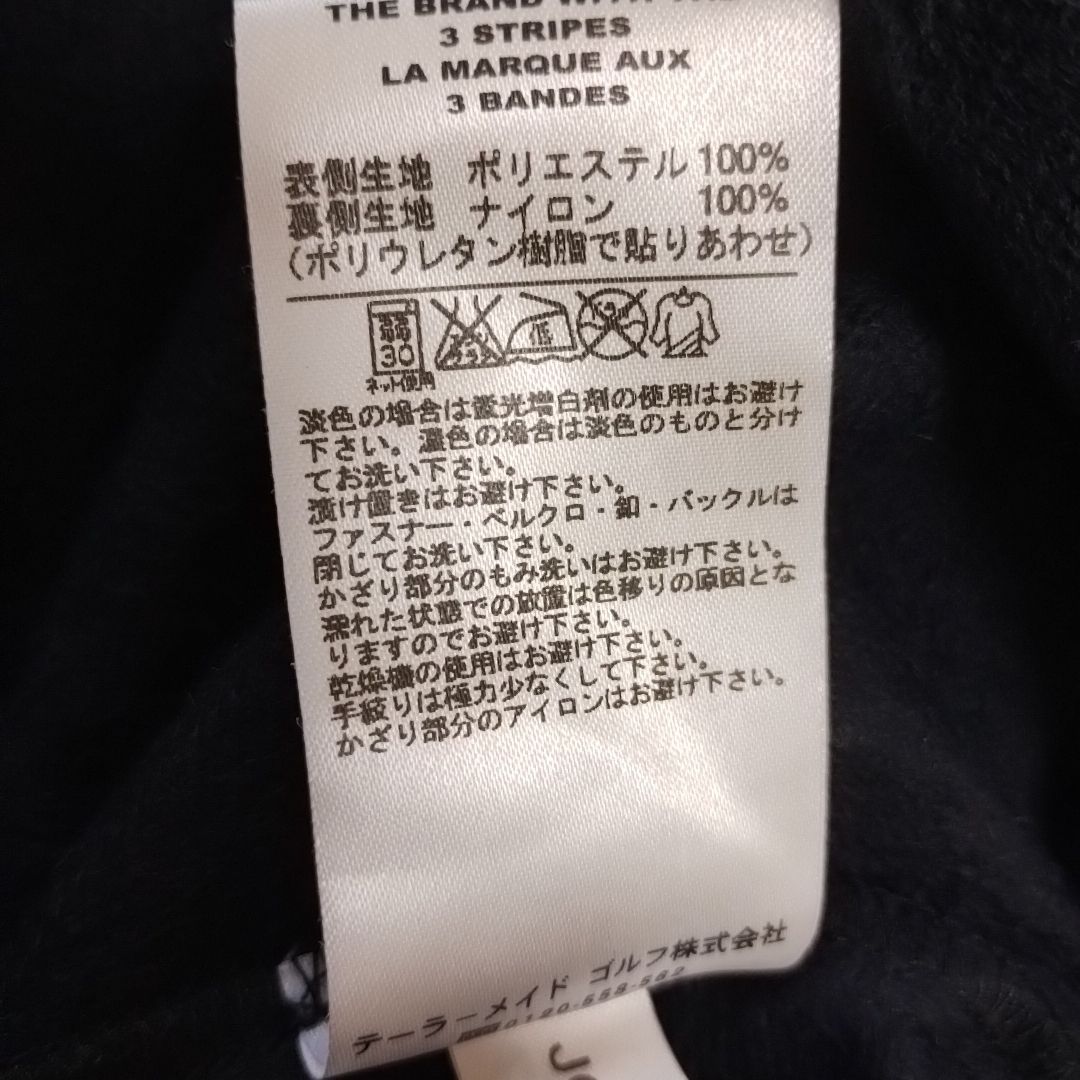 THE BRAND WITH THE
3 STRIPES
LA MARQUE AUX
3 BANDES
表側生地 ポリエステル 100%
裏側生地 ナイロン 100%
(ポリウレタン樹脂で貼りあわせ)
弱
30
ネット使用
低
淡色の場合は蛍光増白剤の使用はお避け
下さい。濃色の場合は淡色のものと分け
てお洗い下さい。
漬け置きはお避け下さい。
ファスナー・ベルクロ・釦・バックルは
閉じてお洗い下さい。
かざり部分のもみ洗いはお避け下さい。
濡れた状態での放置は色移りの原因とな
りますのでお避け下さい。
乾燥機の使用はお避け下さい。
手絞りは極力少なくして下さい。
かざり部分のアイロンはお避け下さい。
テーラーメイド ゴルフ株式会社
0120-558-562